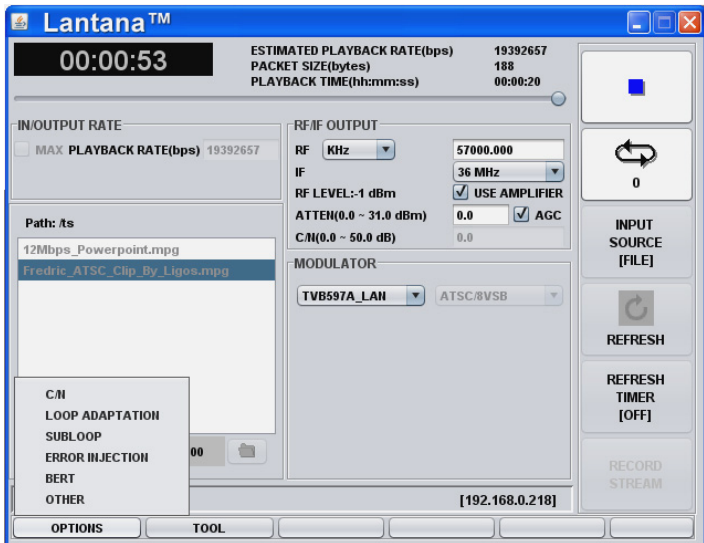 Lantana™
00:00:53
ESTIMATED PLAYBACK RATE(bps) 19392657
PACKET SIZE(bytes) 188
PLAYBACK TIME(hh:mm:ss) 00:00:20
IN/OUTPUT RATE
MAX PLAYBACK RATE(bps) 19392657
Path: /ts
12Mbps_Powerpoint.mpg
Fredric_ATSC_Clip_By_Ligos.mpg
C/N
LOOP ADAPTATION
SUBLOOP
ERROR INJECTION
BERT
OTHER
00
RF/IF OUTPUT
RF KHz 57000.000
IF 36 MHz
RF LEVEL:-1 dBm USE AMPLIFIER
ATTEN(0.0 ~ 31.0 dBm) 0.0 AGC
C/N(0.0 ~ 50.0 dB) 0.0
MODULATOR
TVB597A_LAN ATSC/8VSB
[192.168.0.218]
0
INPUT
SOURCE
[FILE]
REFRESH
REFRESH
TIMER
[OFF]
RECORD
STREAM
OPTIONS TOOL